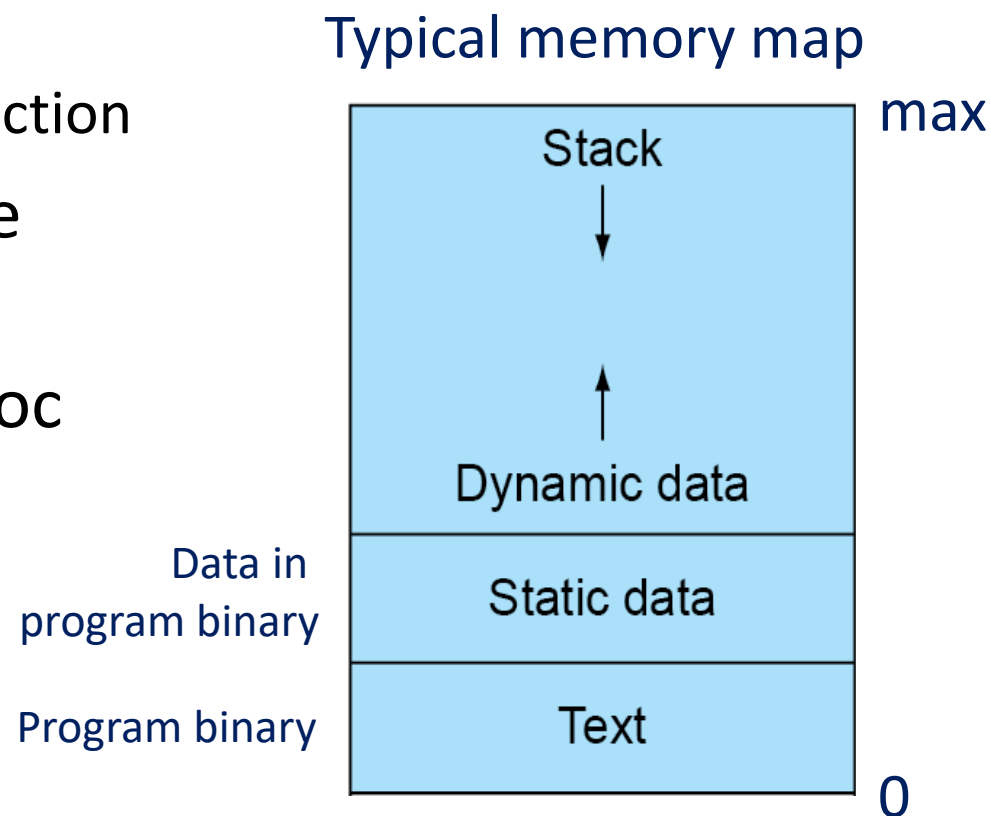 Typical memory map
ction
e
oc
max
Stack
Dynamic data
Data in
program binary
Static data
Program binary
Text
0